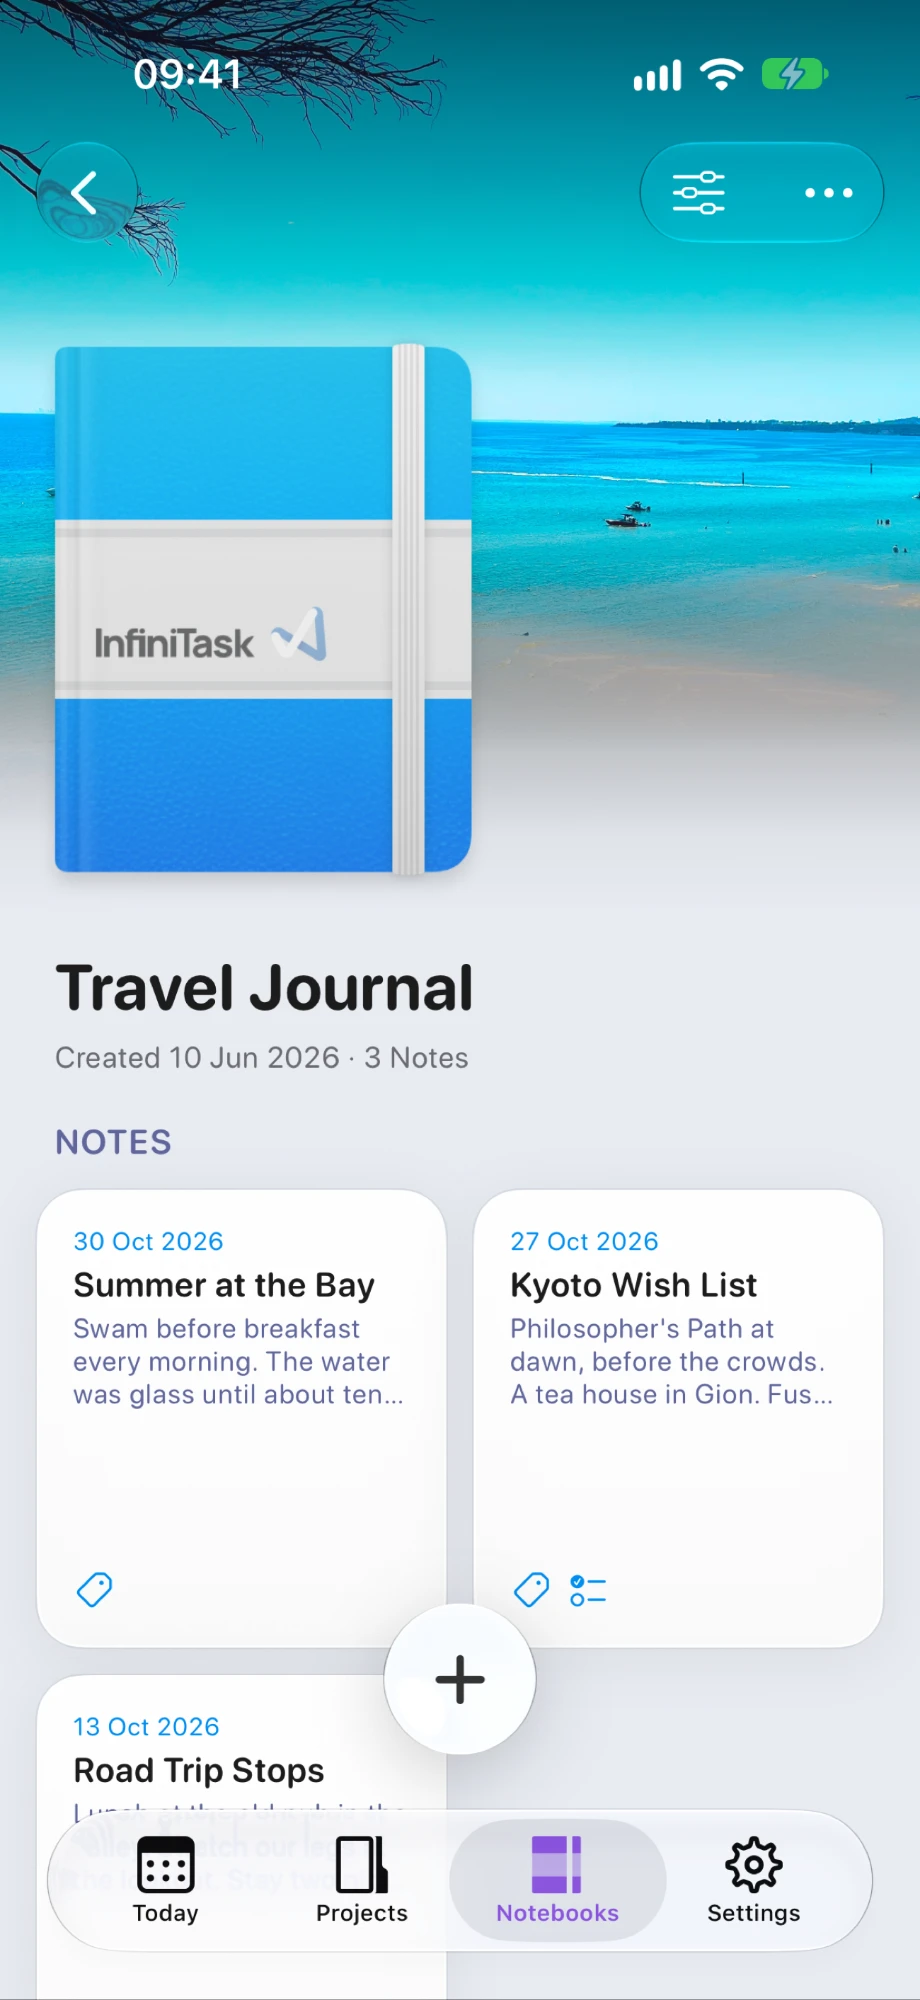 09:41
InfiniTask
Travel Journal
Created 10 Jun 2026 · 3 Notes
NOTES
30 Oct 2026
Summer at the Bay
Swam before breakfast
every morning. The water
was glass until about ten...
27 Oct 2026
Kyoto Wish List
Philosopher's Path at
dawn, before the crowds.
A tea house in Gion. Fus...
13 Oct 2026
Road Trip Stops
Lunch at the
Today
Projects
Notebooks
Settings